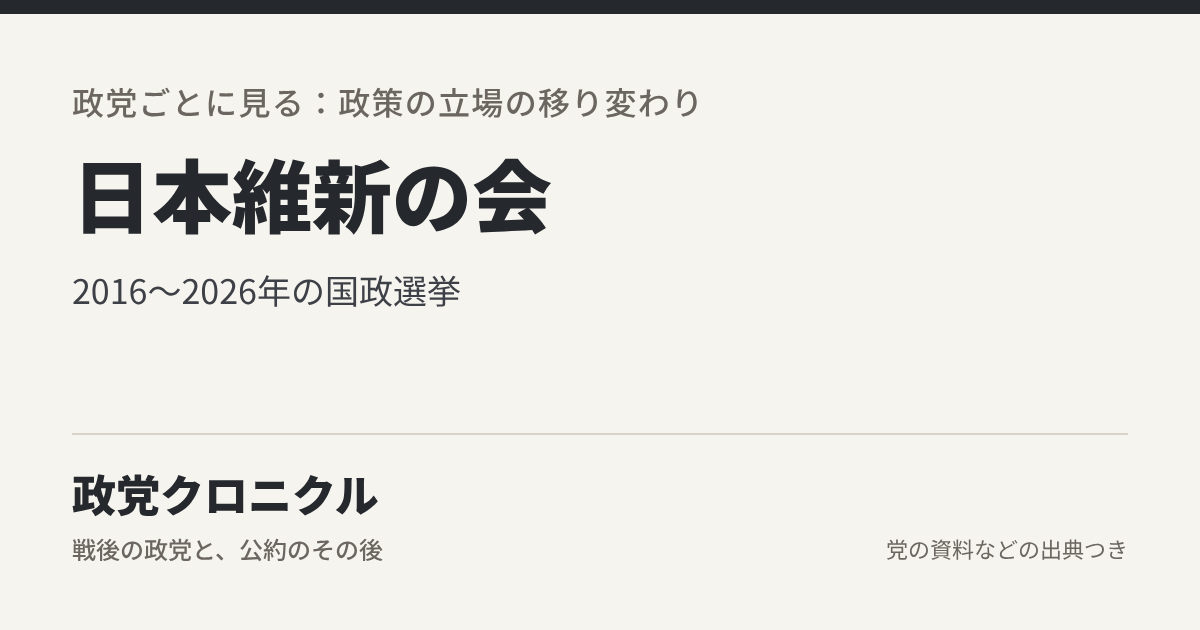 政党ごとに見る：政策の立場の移り変わり
日本維新の会
2016〜2026年の国政選挙
政党クロニクル
戦後の政党と、公約のその後
党の資料などの出典つき